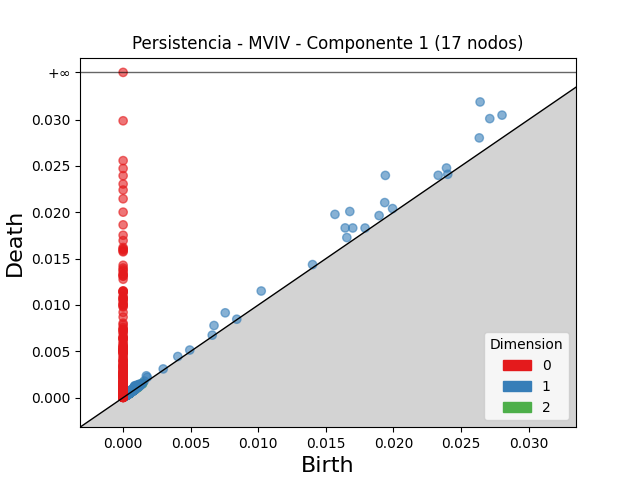 Persistencia - MVIV - Componente 1 (17 nodos)
+∞
0.030
0.025
0.020
0.015
0.010
0.005
0.000
Death
Dimension
0
1
2
0.000 0.005 0.010 0.015 0.020 0.025 0.030
Birth